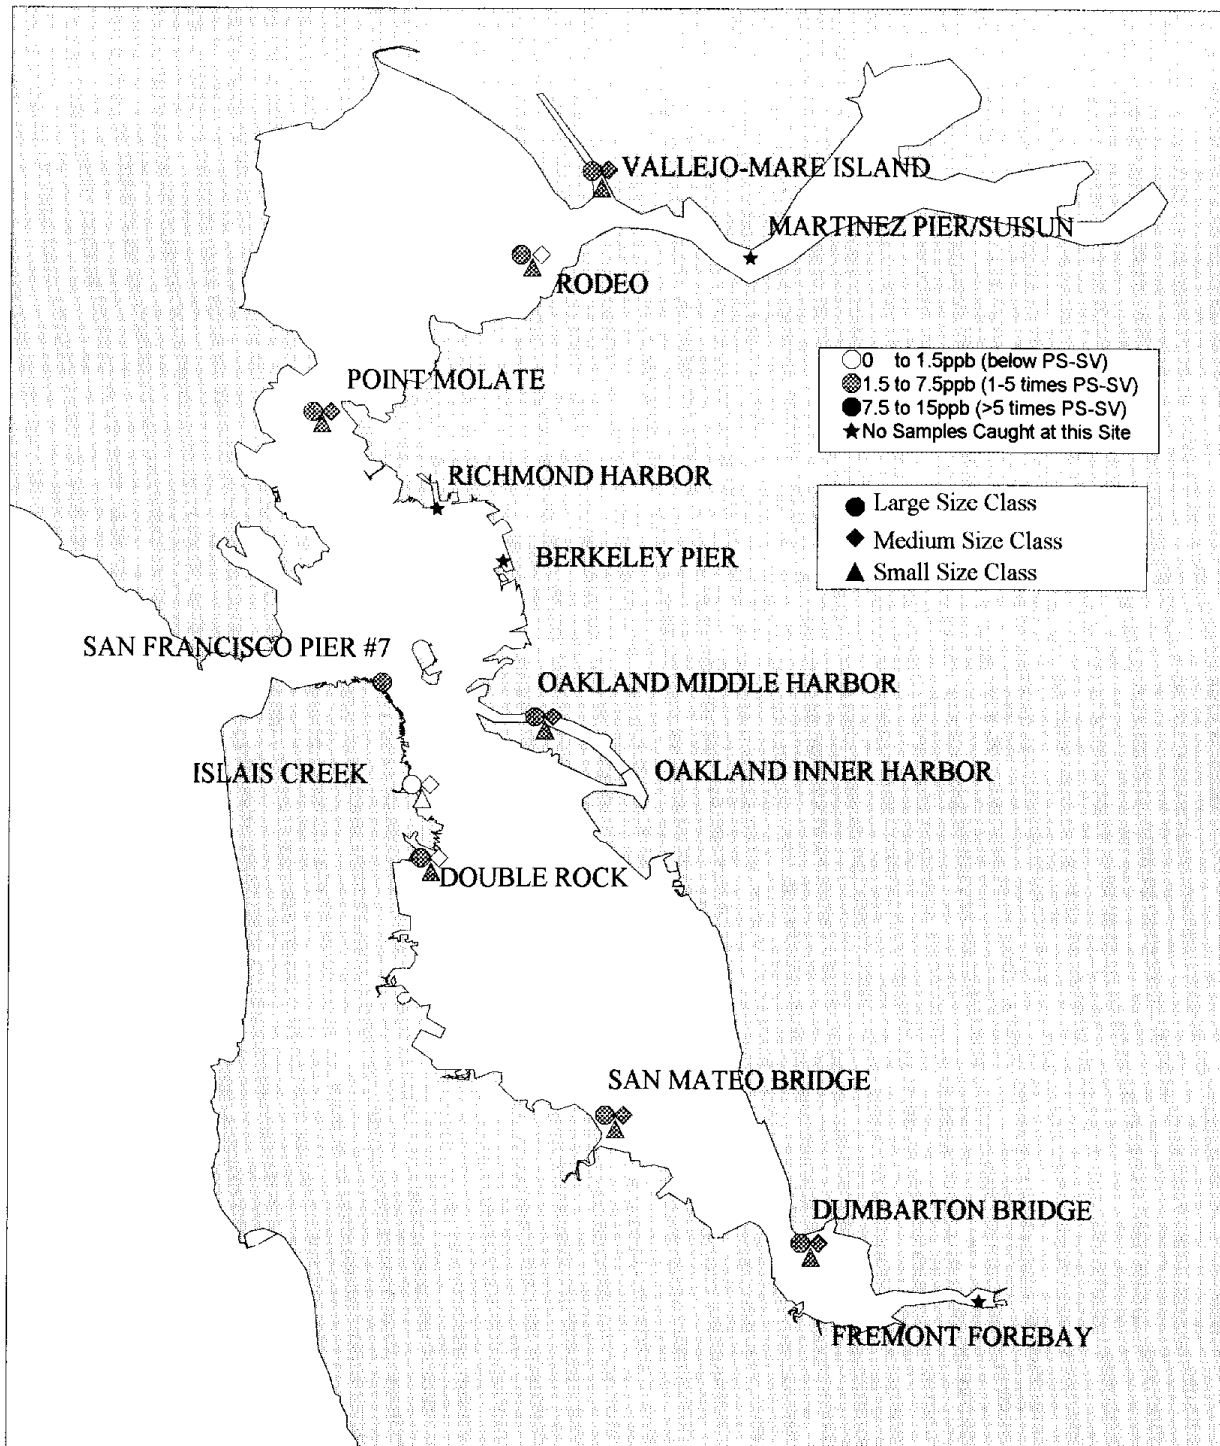 VALLEJO-MARE ISLAND
MARTINEZ PIER/SUISUN
RODEO
0 to 1.5ppb (below PS-SV)
1.5 to 7.5ppb (1-5 times PS-SV)
7.5 to 15ppb (>5 times PS-SV)
No Samples Caught at this Site
POINT MOLATE
RICHMOND HARBOR
Large Size Class
Medium Size Class
Small Size Class
BERKELEY PIER
SAN FRANCISCO PIER #7
OAKLAND MIDDLE HARBOR
ISLAIS CREEK
OAKLAND INNER HARBOR
DOUBLE ROCK
SAN MATEO BRIDGE
DUMBARTON BRIDGE
FREMONT FOREBAY